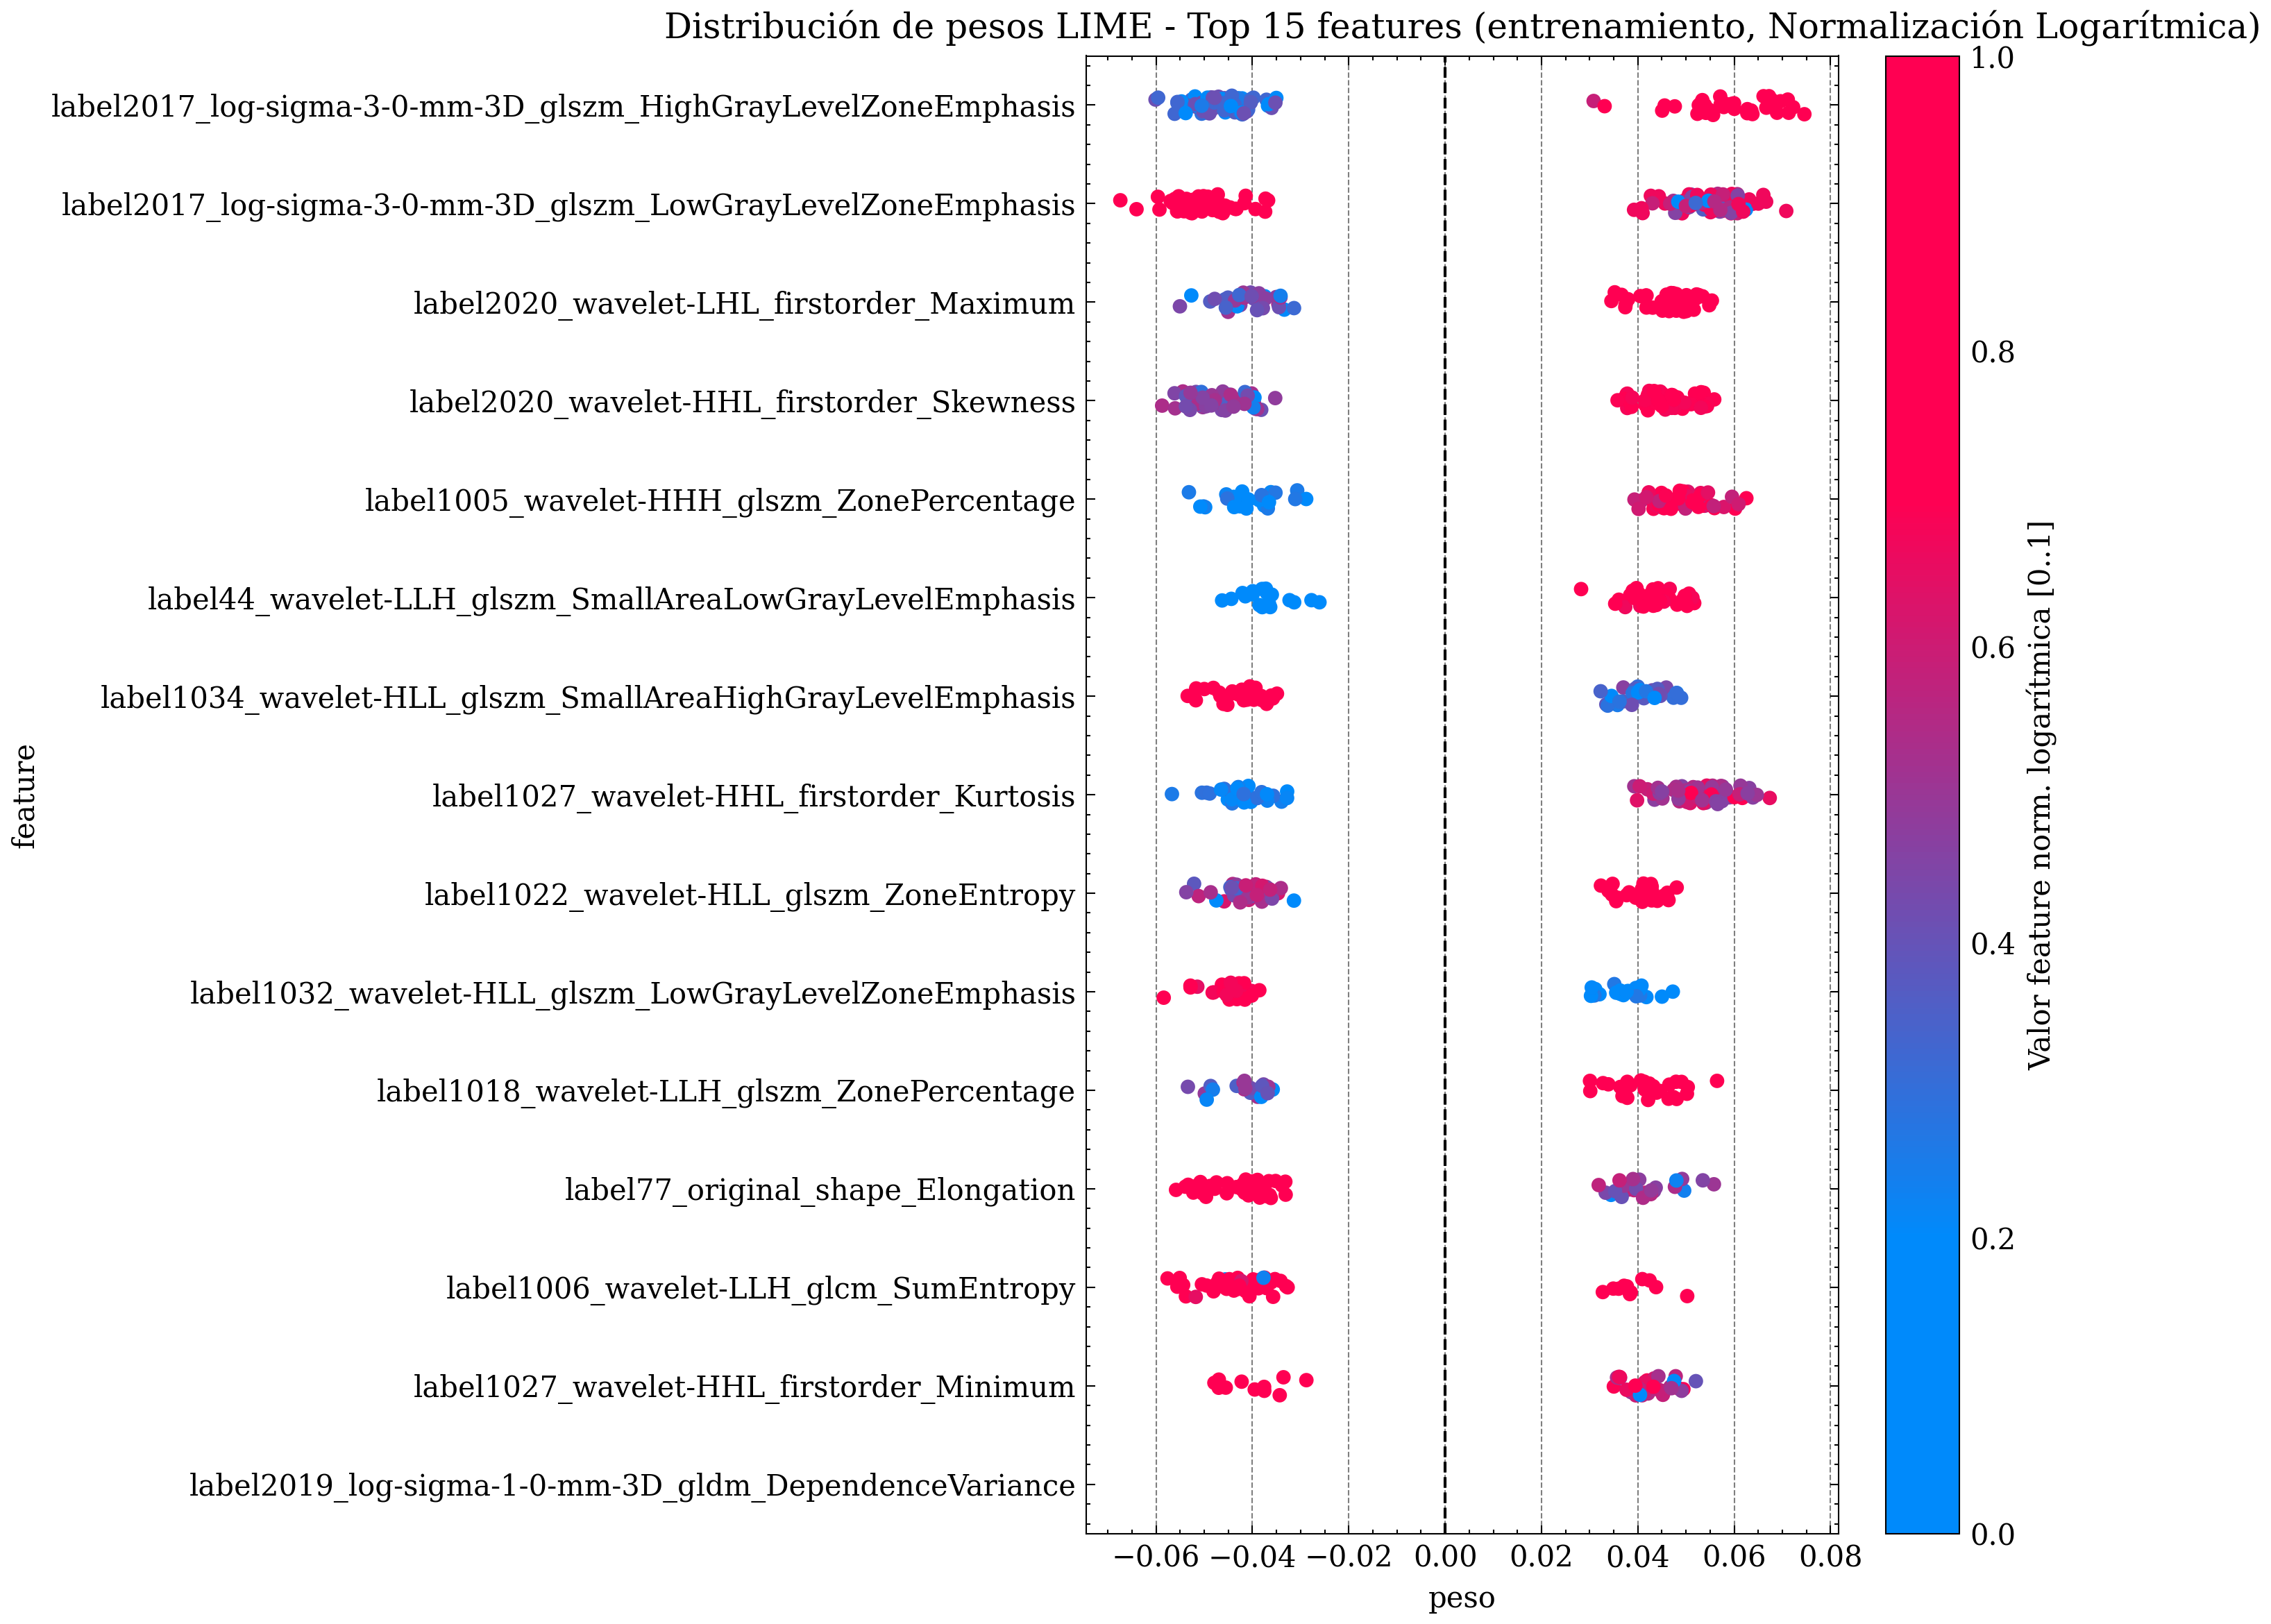 Distribución de pesos LIME - Top 15 features (entrenamiento, Normalización Logarítmica)
label2017_log-sigma-3-0-mm-3D_glszm_HighGrayLevelZoneEmphasis
label2017_log-sigma-3-0-mm-3D_glszm_LowGrayLevelZoneEmphasis
label2020_wavelet-LHL_firstorder_Maximum
label2020_wavelet-HHL_firstorder_Skewness
label1005_wavelet-HHH_glszm_ZonePercentage
label44_wavelet-LLH_glszm_SmallAreaLowGrayLevelEmphasis
label1034_wavelet-HLL_glszm_SmallAreaHighGrayLevelEmphasis
label1027_wavelet-HHL_firstorder_Kurtosis
label1022_wavelet-HLL_glszm_ZoneEntropy
label1032_wavelet-HLL_glszm_LowGrayLevelZoneEmphasis
label1018_wavelet-LLH_glszm_ZonePercentage
label77_original_shape_Elongation
label1006_wavelet-LLH_glcm_SumEntropy
label1027_wavelet-HHL_firstorder_Minimum
label2019_log-sigma-1-0-mm-3D_gldm_DependenceVariance
feature
−0.06 −0.04 −0.02 0.00 0.02 0.04 0.06 0.08
peso
1.0
0.8
0.6
0.4
0.2
0.0
Valor feature norm. logarítmica [0..1]